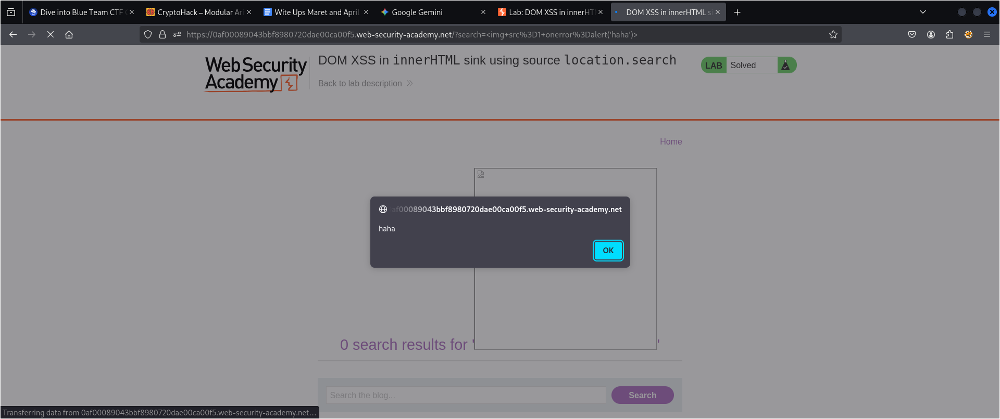 Dive into Blue Team CTF
CryptoHack – Modular Ari
Wite Ups Maret and April
Google Gemini
Lab: DOM XSS in innerHT
DOM XSS in innerHTML si
https://0af00089043bbf8980720dae00ca00f5.web-security-academy.net/?search=<img+src%3D1+onerror%3Dalert('haha')>
Web Security
Academy
DOM XSS in innerHTML sink using source location.search
Back to lab description
LAB Solved
Home
af00089043bbf8980720dae00ca00f5.web-security-academy.net
haha
OK
0 search results for ' '
Search the blog...
Search
Transferring data from 0af00089043bbf8980720dae00ca00f5.web-security-academy.net…